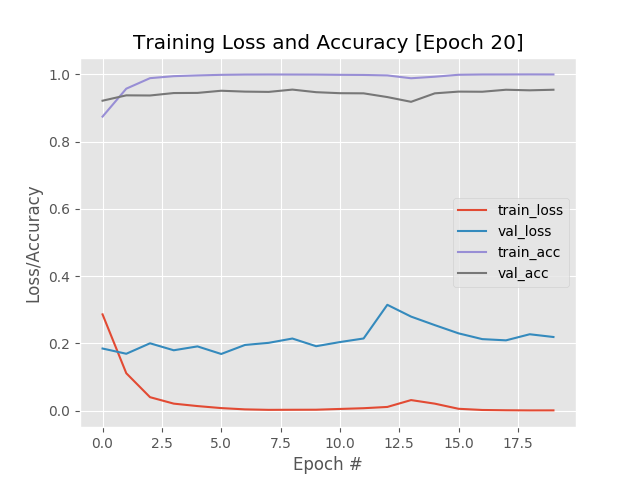 Training Loss and Accuracy [Epoch 20]
1.0
0.8
0.6
0.4
0.2
0.0
Loss/Accuracy
train_loss
val_loss
train_acc
val_acc
0.0 2.5 5.0 7.5 10.0 12.5 15.0 17.5
Epoch #